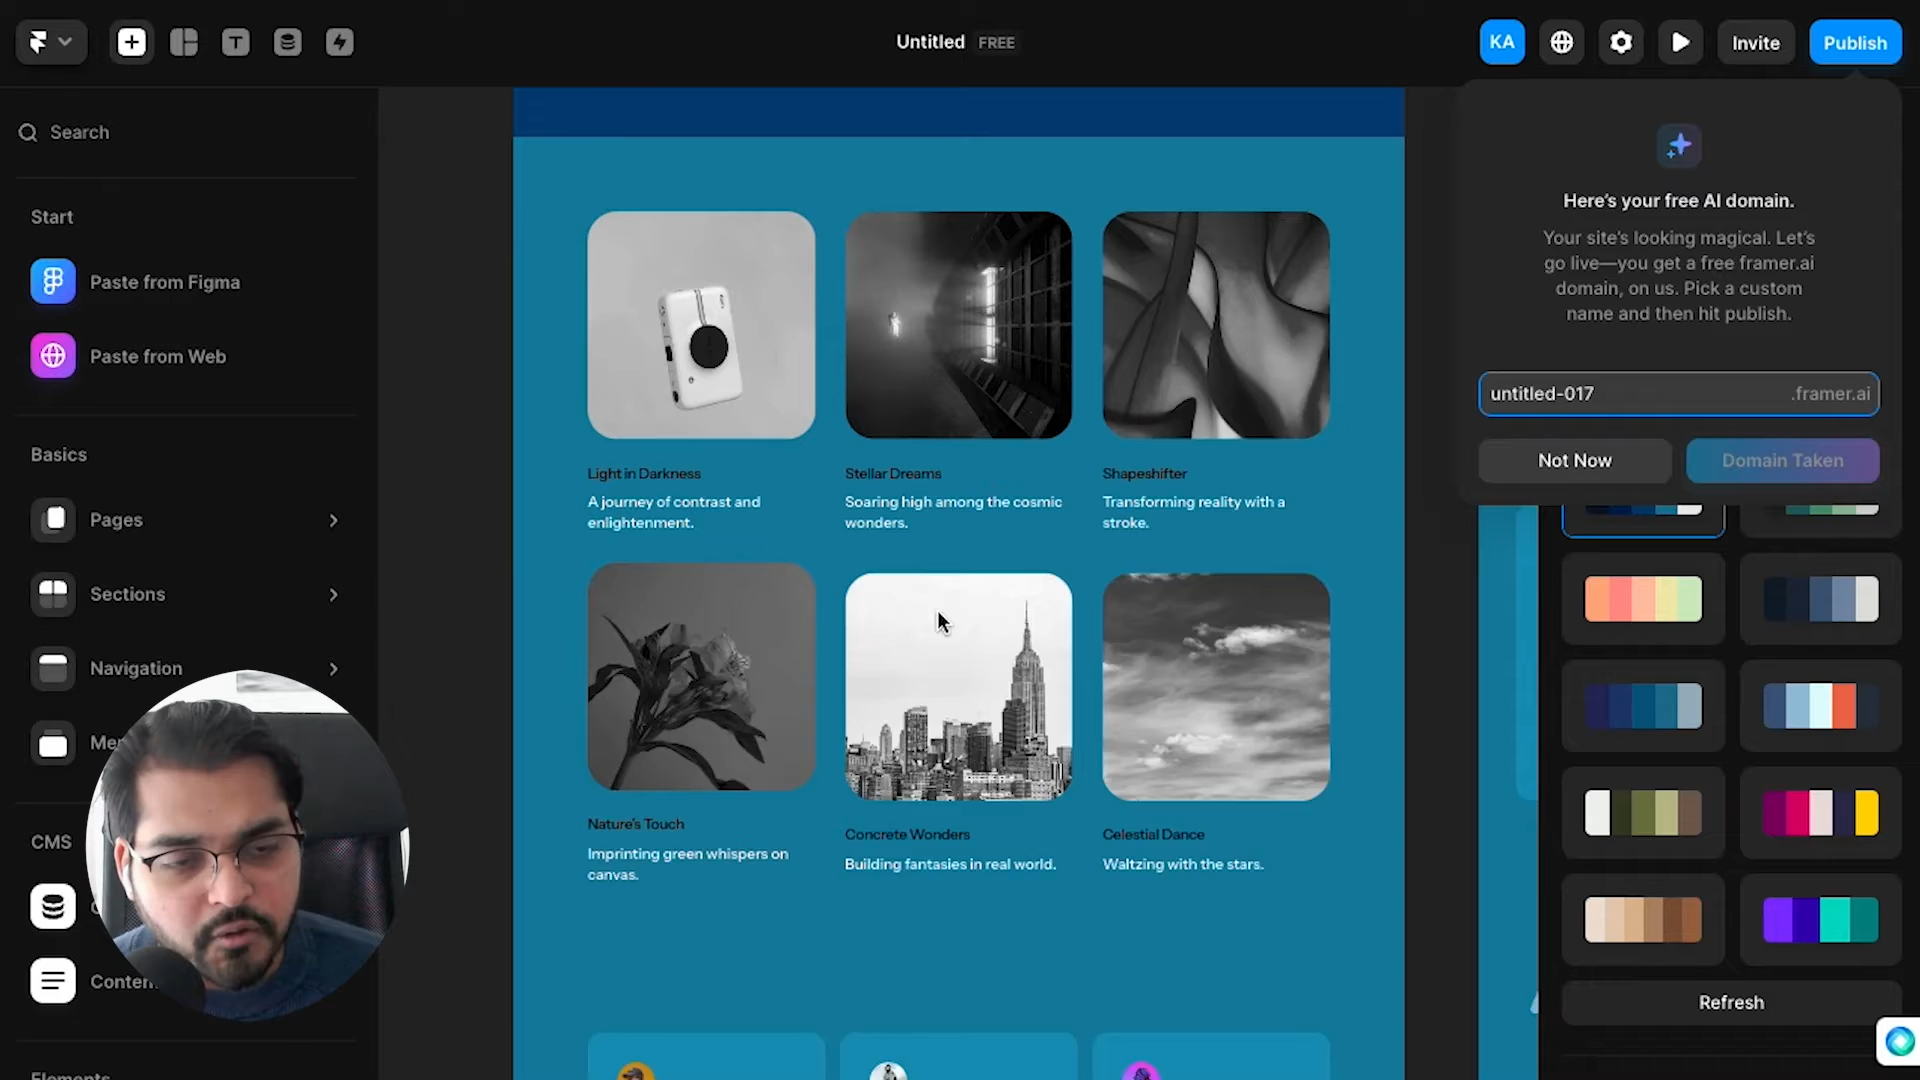 Untitled FREE
KA
Invite
Publish
Search
Start
Paste from Figma
Paste from Web
Basics
Pages
Sections
Navigation
CMS
Light in Darkness
A journey of contrast and
enlightenment.
Stellar Dreams
Soaring high among the cosmic
wonders.
Shapeshifter
Transforming reality with a
stroke.
Nature's Touch
Imprinting green whispers on
canvas.
Concrete Wonders
Building fantasies in real world.
Celestial Dance
Waltzing with the stars.
Here's your free AI domain.
Your site's looking magical. Let's
go live—you get a free framer.ai
domain, on us. Pick a custom
name and then hit publish.
untitled-017 .framer.ai
Not Now
Domain Taken
Refresh